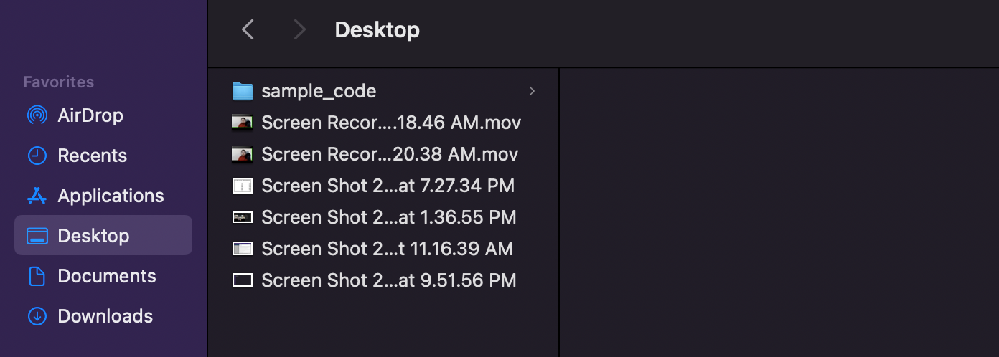 Desktop
Favorites
AirDrop
Recents
Applications
Desktop
Documents
Downloads
sample_code
Screen Recor....18.46 AM.mov
Screen Recor...20.38 AM.mov
Screen Shot 2...at 7.27.34 PM
Screen Shot 2...at 1.36.55 PM
Screen Shot 2...t 11.16.39 AM
Screen Shot 2...at 9.51.56 PM